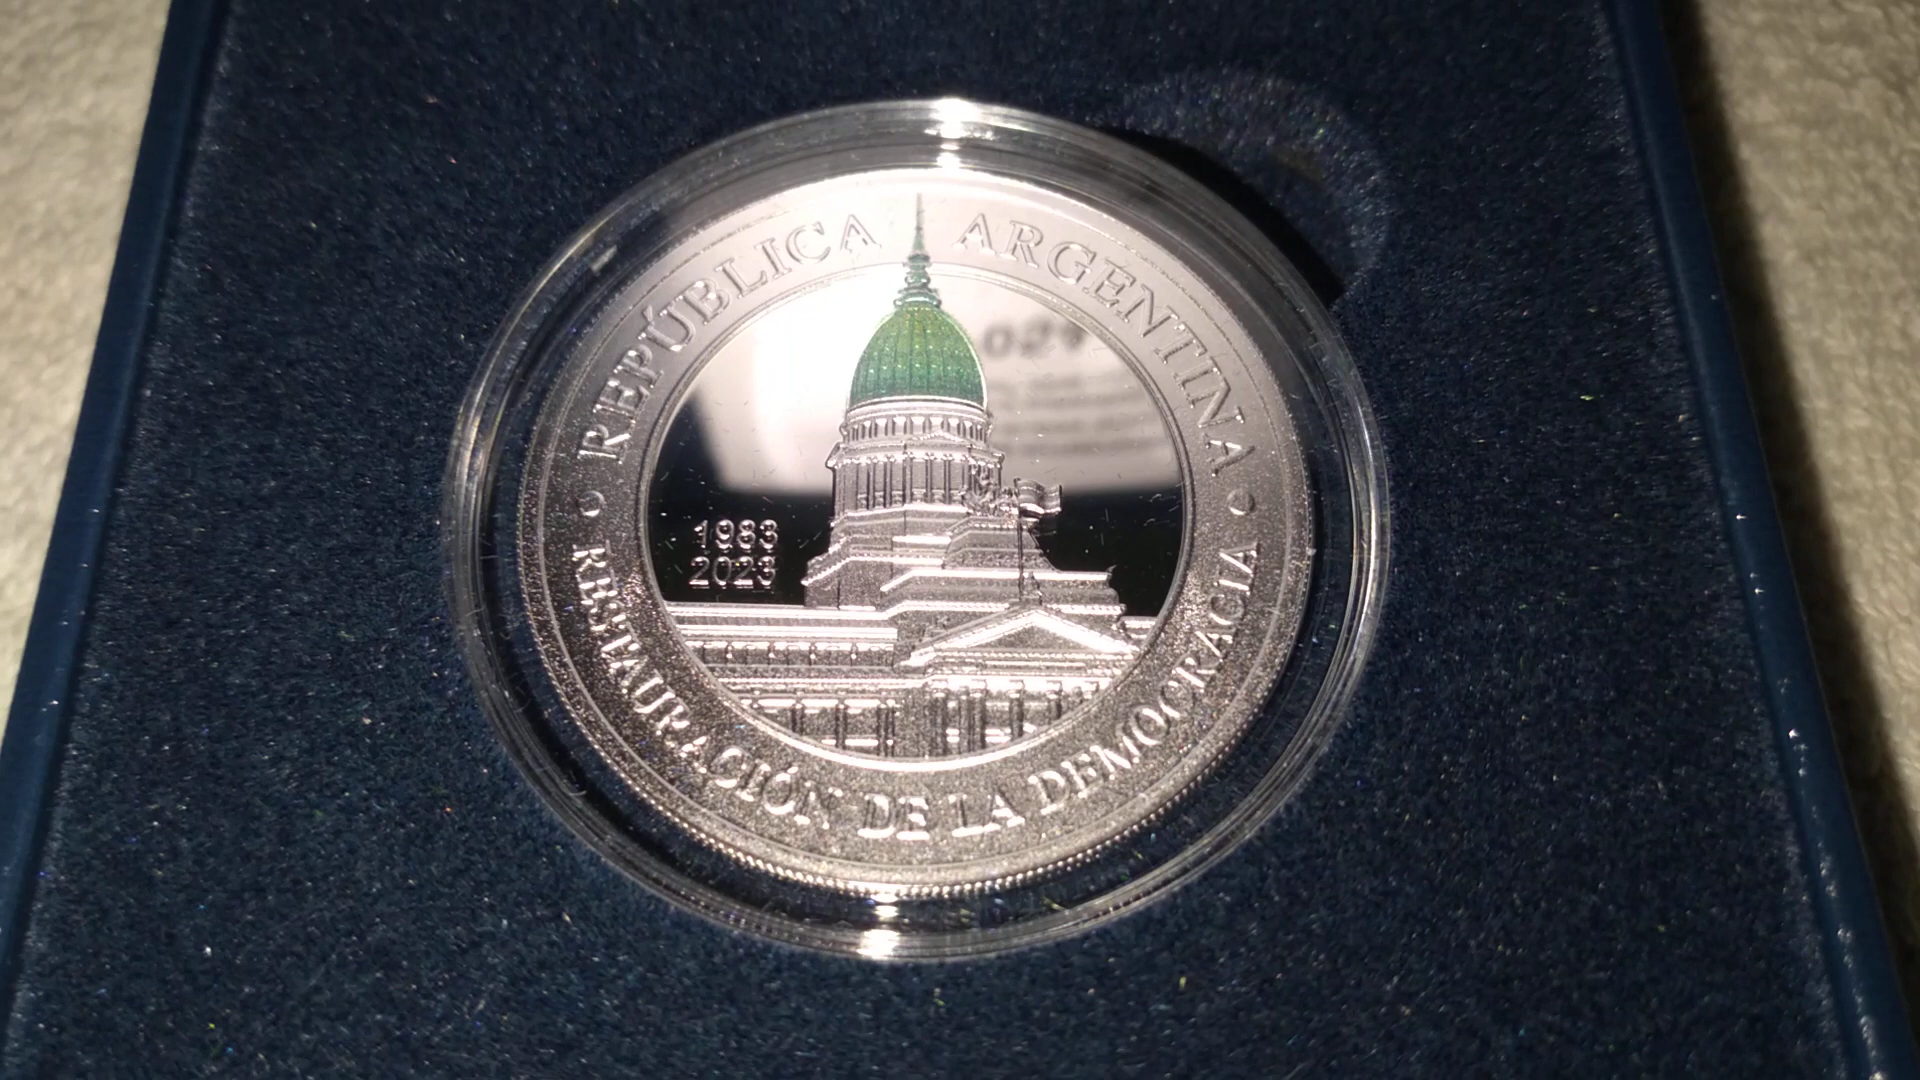 REPÚBLICA ARGENTINA
1983
2023
RESTAURACIÓN DE LA DEMOCRACIA